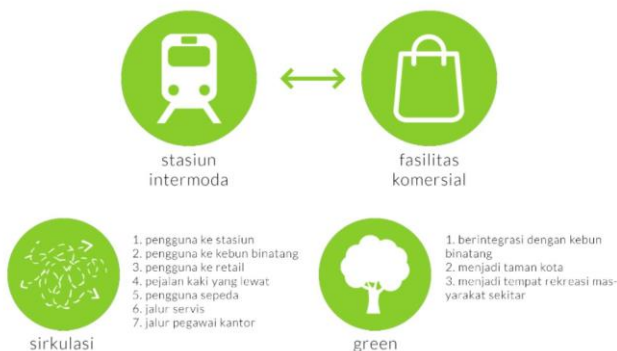 stasiun
intermoda
fasilitas
komersial
1. pengguna ke stasiun
2. pengguna ke kebun binatang
3. pengguna ke retail
4. pejalan kaki yang lewat
5. pengguna sepeda
6. jalur servis
7. jalur pegawai kantor
sirkulasi
1. berintegrasi dengan kebun
binatang
2. menjadi taman kota
3. menjadi tempat rekreasi mas-
yarakat sekitar
green